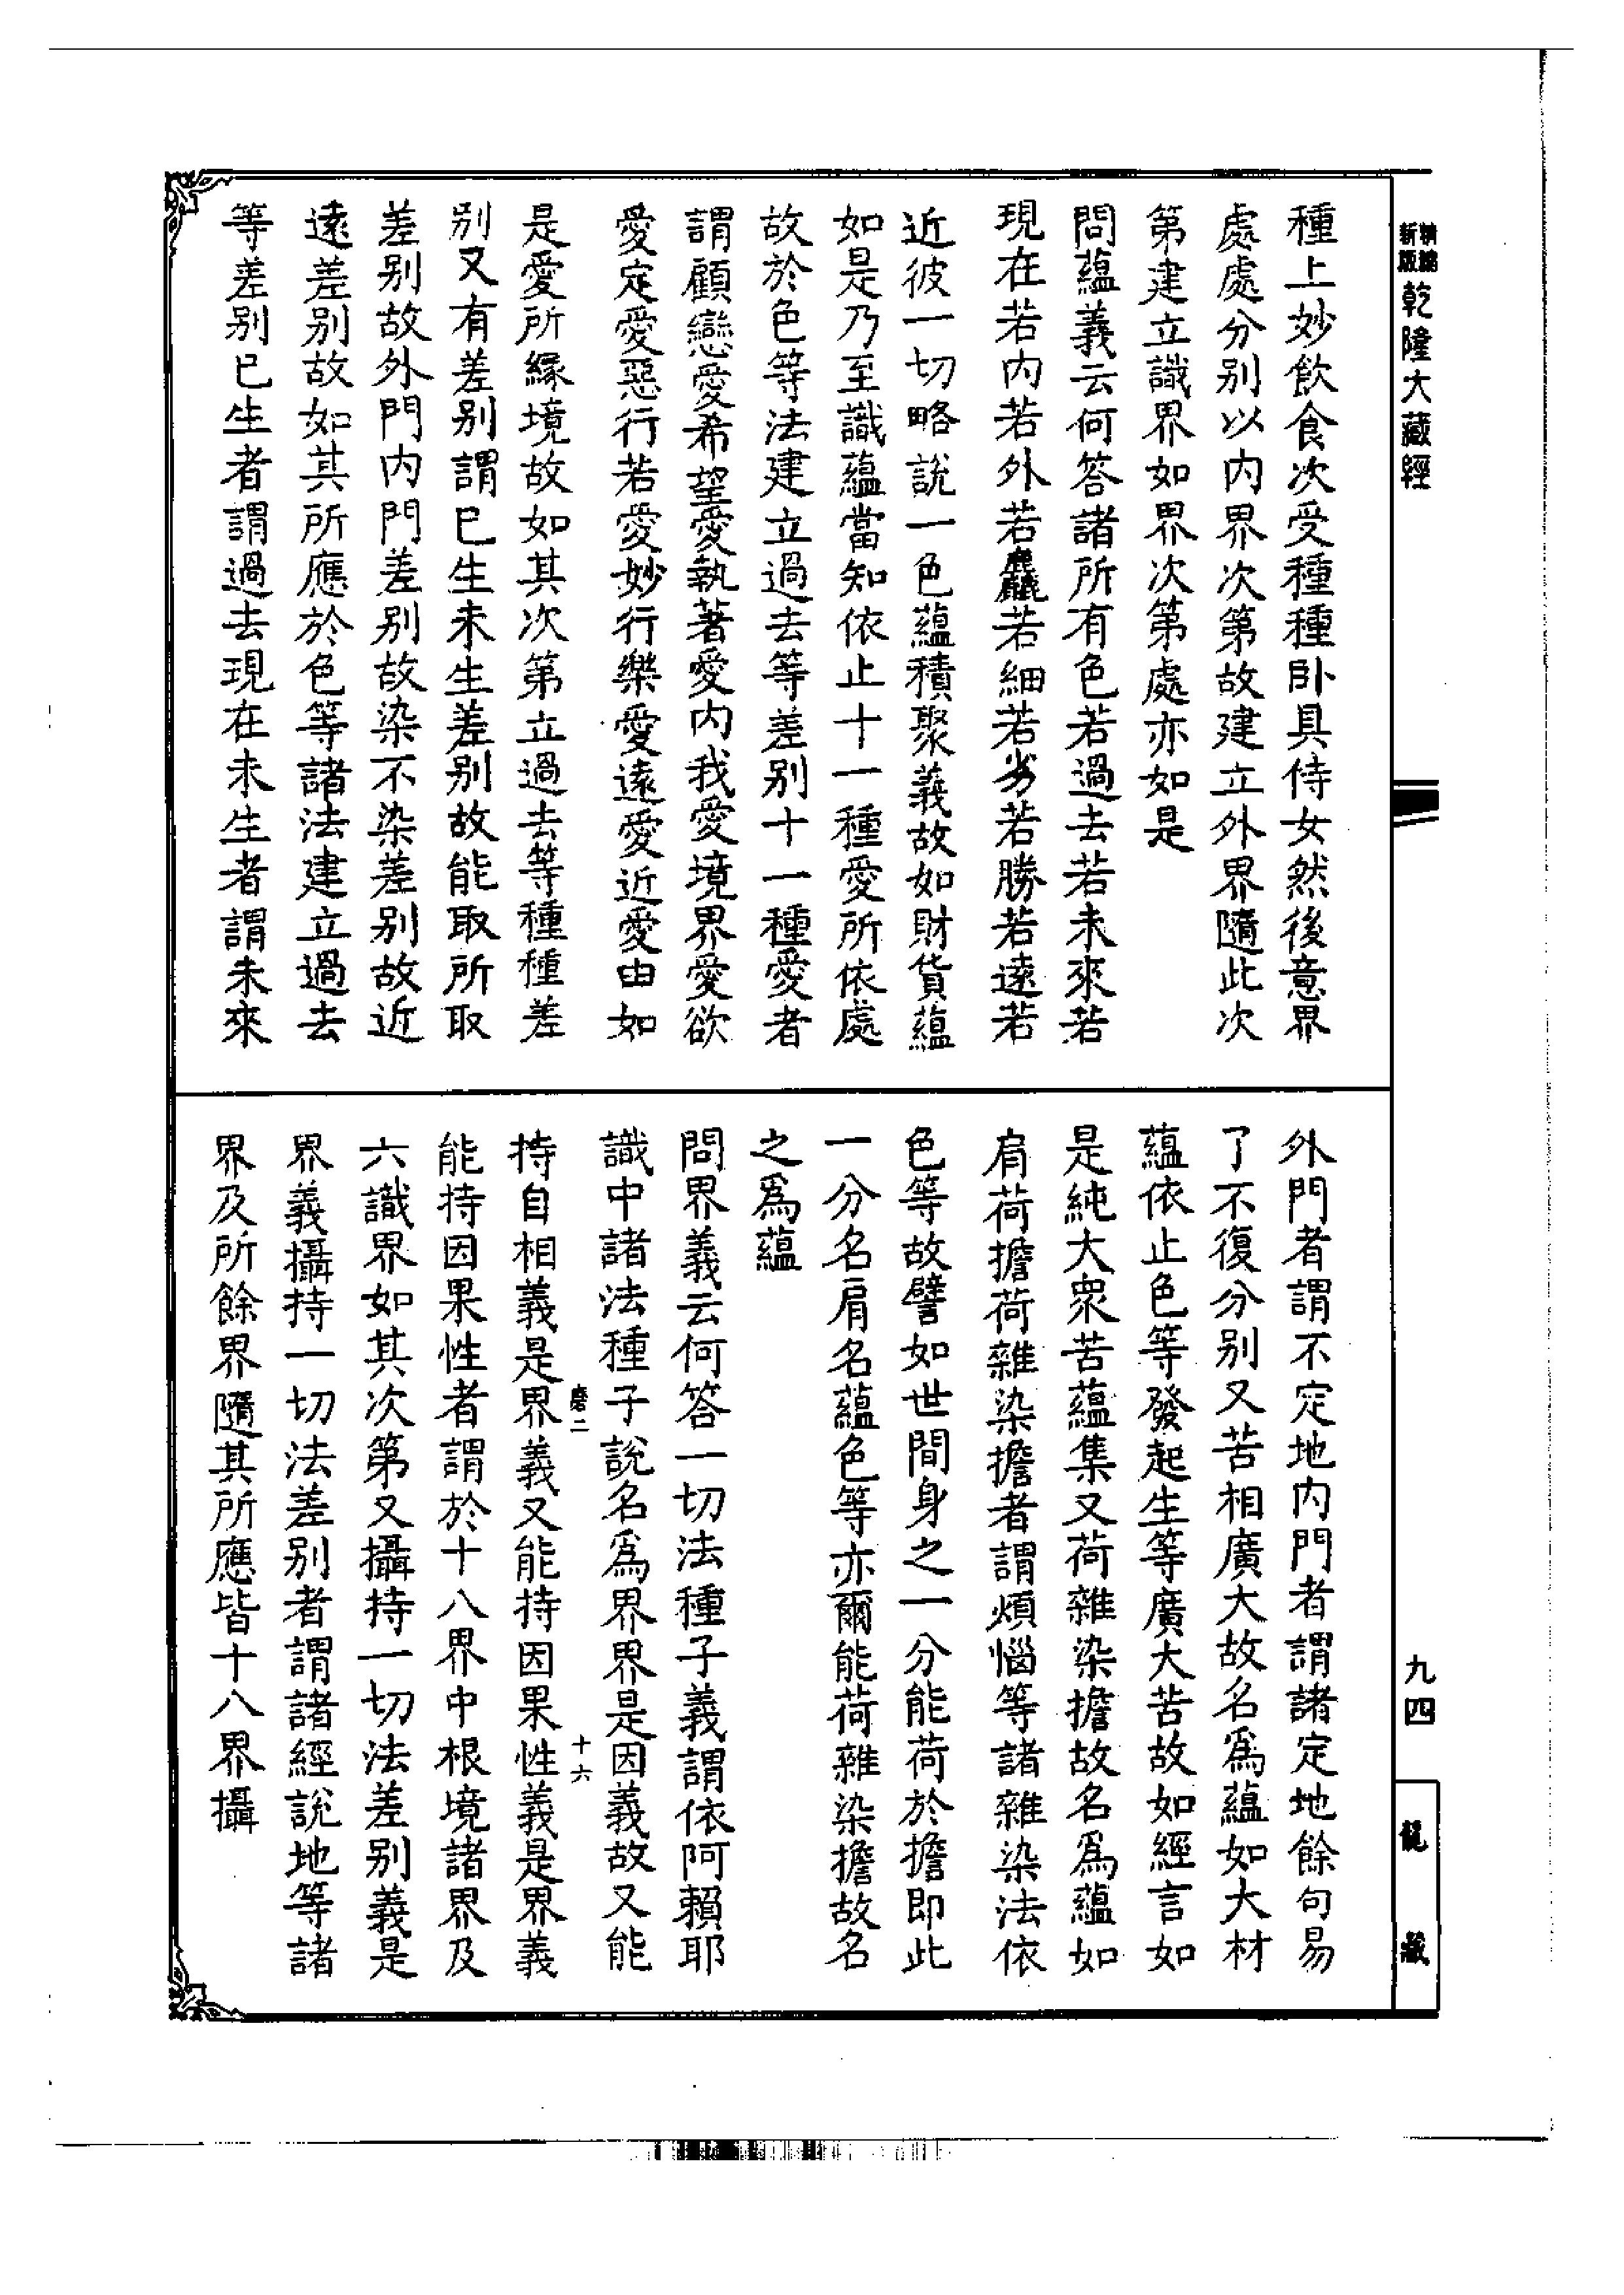 精縮新版乾隆大藏經
九四
龍藏
種上妙飲食次受種種卧具侍女然後意界
處處分别以内界次第故建立外界隨此次
第建立識界如界次第處亦如是
問蘊義云何答諸所有色若過去若未來若
現在若内若外若麤若細若劣若勝若遠若
近彼一切略說一色蘊積聚義故如財貨蘊
如是乃至識蘊當知依止十一種愛所依處
故於色等法建立過去等差别十一種愛者
謂顧戀愛希望愛執著愛内我愛境界愛欲
愛定愛惡行若愛妙行樂愛遠愛近愛由如
是愛所緣境故如其次第立過去等種種差
别又有差别謂已生未生差别故能取所取
差别故外門内門差别故染不染差别故近
遠差别故如其所應於色等諸法建立過去
等差别已生者謂過去現在未生者謂未來
外門者謂不定地内門者謂諸定地餘句易
了不復分别又苦相廣大故名爲蘊如大材
蘊依止色等發起生等廣大苦故如經言如
是純大衆苦蘊集又荷雜染擔故名爲蘊如
肩荷擔荷雜染擔者謂煩惱等諸雜染法依
色等故譬如世間身之一分能荷於擔即此
一分名肩名蘊色等亦爾能荷雜染擔故名
之爲蘊
問界義云何答一切法種子義謂依阿賴耶
識中諸法種子說名爲界界是因義故又能
磨二 十六
持自相義是界義又能持因果性義是界義
能持因果性者謂於十八界中根境諸界及
六識界如其次第又攝持一切法差别義是
界義攝持一切法差别者謂諸經說地等諸
界及所餘界隨其所應皆十八界攝